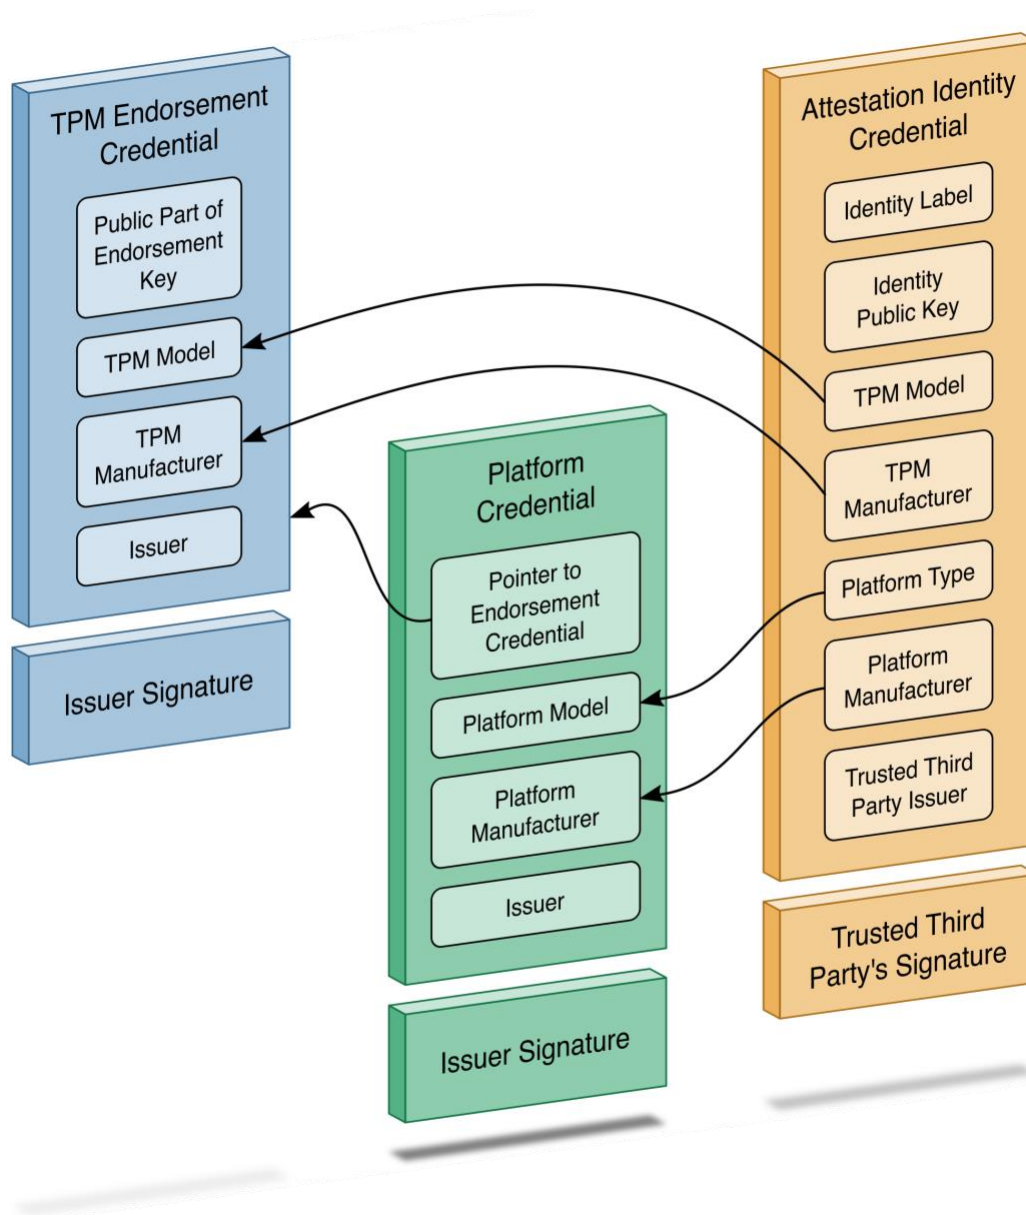 TPM Endorsement
Credential
Public Part of
Endorsement
Key
TPM Model
TPM
Manufacturer
Issuer
Issuer Signature
Platform
Credential
Pointer to
Endorsement
Credential
Platform Model
Platform
Manufacturer
Issuer
Issuer Signature
Attestation Identity
Credential
Identity Label
Identity
Public Key
TPM Model
TPM
Manufacturer
Platform Type
Platform
Manufacturer
Trusted Third
Party Issuer
Trusted Third
Party's Signature